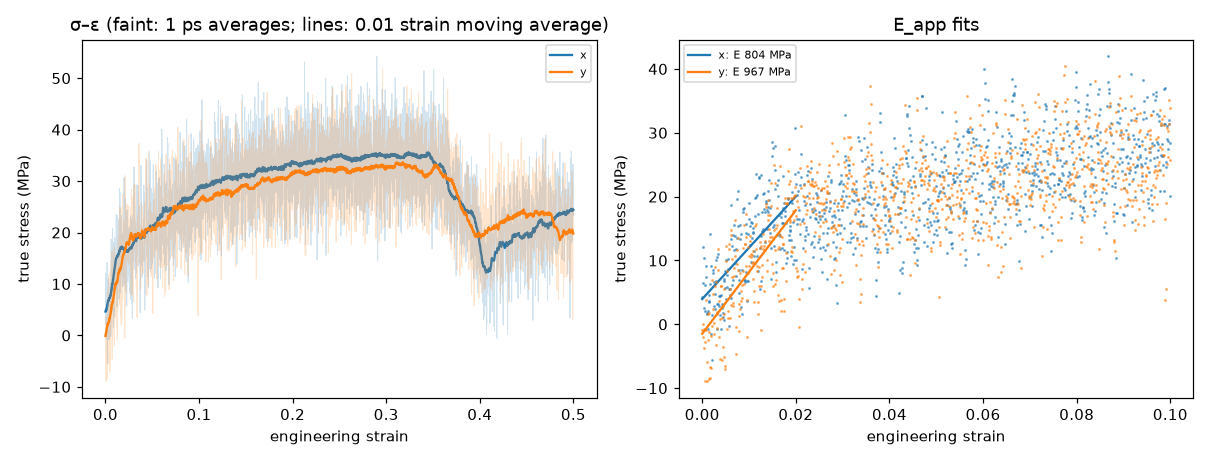 σ–ε (faint: 1 ps averages; lines: 0.01 strain moving average)
x
y
true stress (MPa)
50
40
30
20
10
0
−10
0.0
0.1
0.2
0.3
0.4
0.5
engineering strain
E_app fits
x: E 804 MPa
y: E 967 MPa
true stress (MPa)
40
30
20
10
0
−10
0.00
0.02
0.04
0.06
0.08
0.10
engineering strain